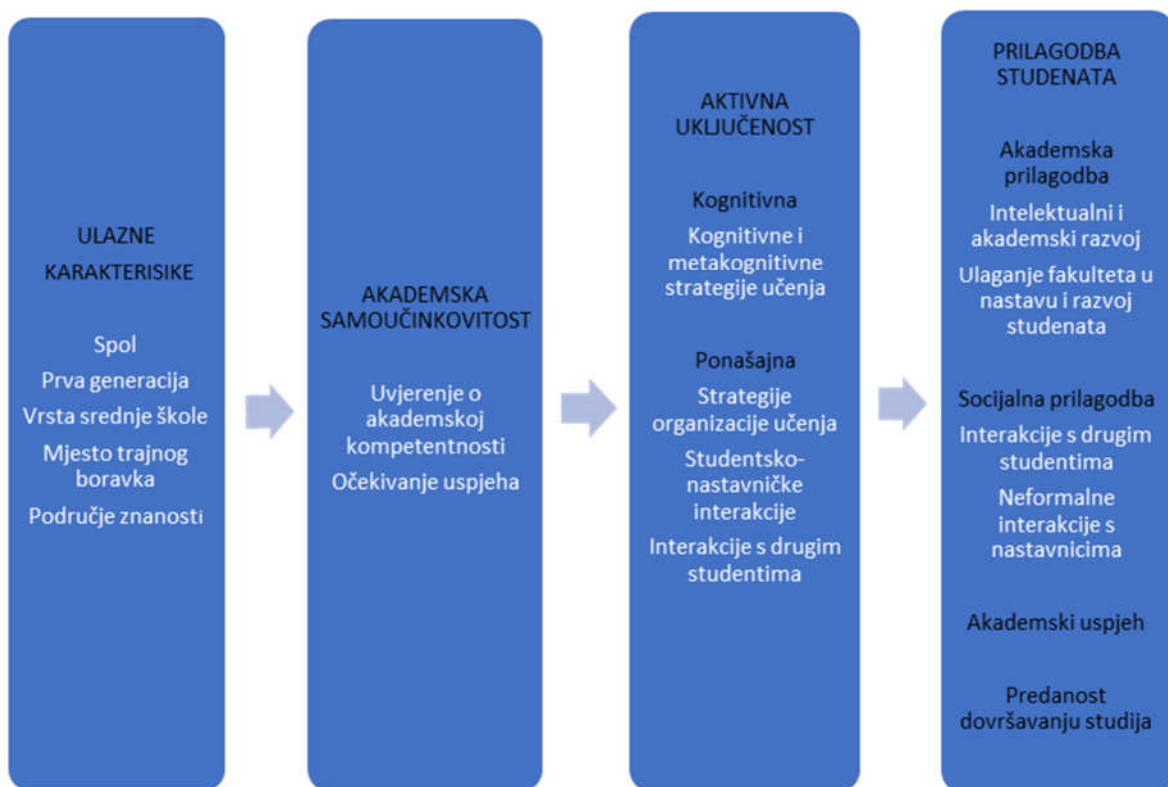 ULAZNE
KARAKTERISIKE
Spol
Prva generacija
Vrsta srednje škole
Mjesto trajnog
boravka
Područje znanosti
AKADEMSKA
SAMOUČINKOVITOST
Uvjerenje o
akademskoj
kompetentnosti
Očekivanje uspjeha
AKTIVNA
UKLJUČENOST
Kognitivna
Kognitivne i
metakognitivne
strategije učenja
Ponašajna
Strategije
organizacije učenja
Studentsko-
nastavničke
interakcije
Interakcije s drugim
studentima
PRILAGODBA
STUDENATA
Akademska
prilagodba
Intelektualni i
akademski razvoj
Ulaganje fakulteta u
nastavu i razvoj
studenata
Socijalna prilagodba
Interakcije s drugim
studentima
Neformalne
interakcije s
nastavnicima
Akademski uspjeh
Predanost
dovršavanju studija